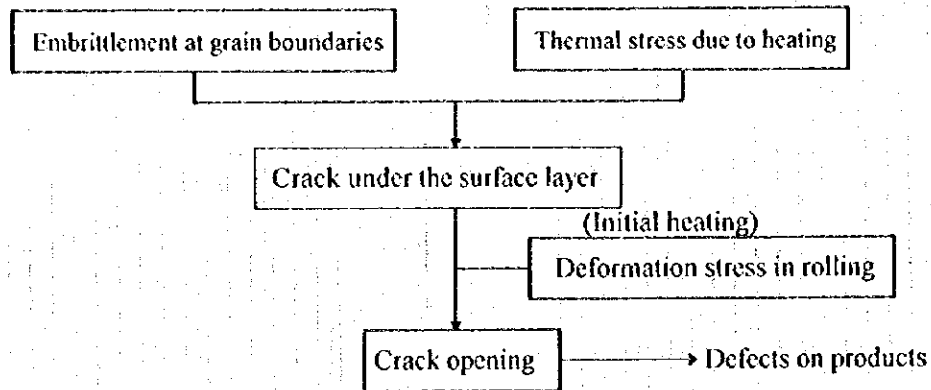 Embrittlement at grain boundaries
Thermal stress due to heating
Crack under the surface layer
(Initial heating)
Deformation stress in rolling
Crack opening
Defects on products